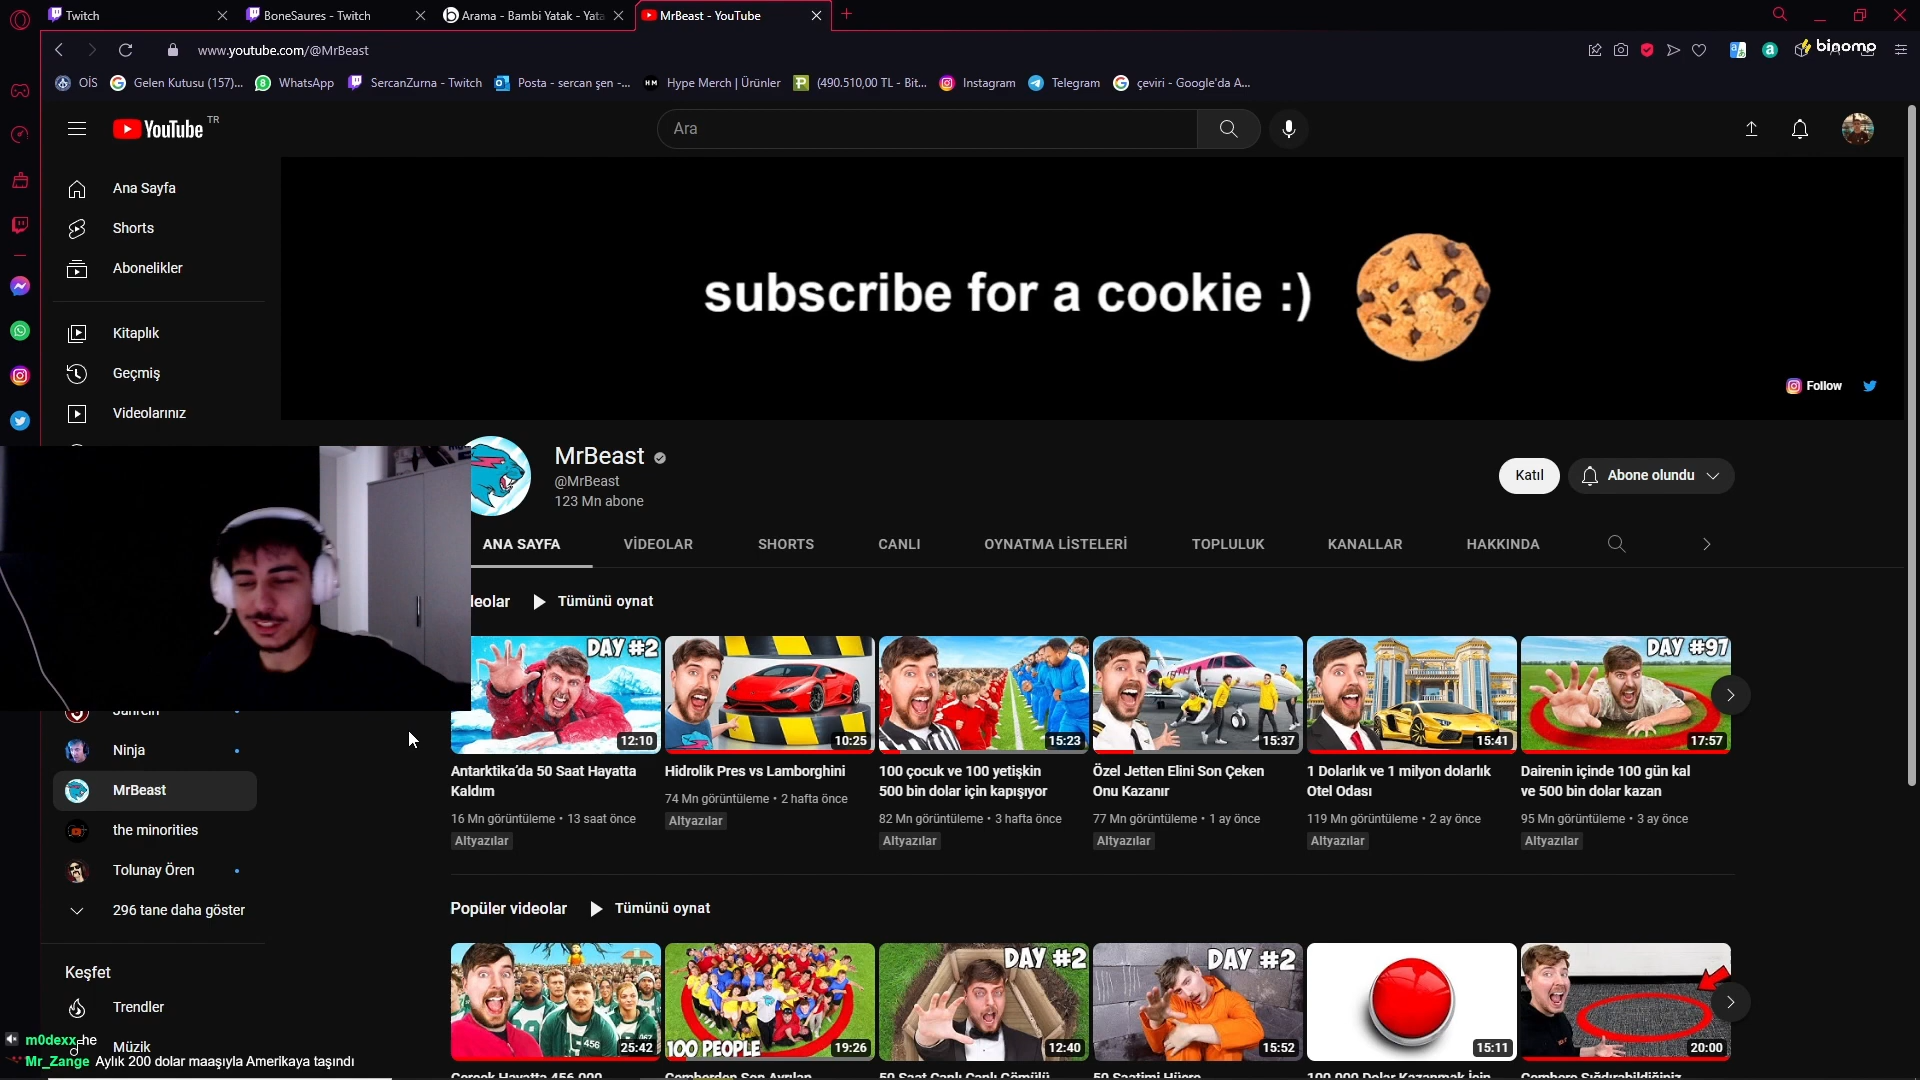 Twitch
BoneSaures - Twitch
Arama - Bambi Yatak - Yata
MrBeast - YouTube
www.youtube.com/@MrBeast
binomo
OİS
Gelen Kutusu (157)...
WhatsApp
SercanZurna - Twitch
Posta - sercan şen -...
HM
Hype Merch | Ürünler
(490.510,00 TL - Bit...
Instagram
Telegram
çeviri - Google'da A...
YouTube TR
Ara
Ana Sayfa
Shorts
Abonelikler
Kitaplık
Geçmiş
Videolarınız
subscribe for a cookie :)
Follow
MrBeast
@MrBeast
123 Mn abone
Katıl
Abone olundu
ANA SAYFA
VİDEOLAR
SHORTS
CANLI
OYNATMA LİSTELERİ
TOPLULUK
KANALLAR
HAKKINDA
Tümünü oynat
DAY #2
12:10
10:25
15:23
15:37
15:41
DAY #97
17:57
Antarktika'da 50 Saat Hayatta
Kaldım
16 Mn görüntüleme • 13 saat önce
Altyazılar
Hidrolik Pres vs Lamborghini
74 Mn görüntüleme • 2 hafta önce
Altyazılar
100 çocuk ve 100 yetişkin
500 bin dolar için kapışıyor
82 Mn görüntüleme • 3 hafta önce
Altyazılar
Özel Jetten Elini Son Çeken
Onu Kazanır
77 Mn görüntüleme • 1 ay önce
Altyazılar
1 Dolarlık ve 1 milyon dolarlık
Otel Odası
119 Mn görüntüleme • 2 ay önce
Altyazılar
Dairenin içinde 100 gün kal
ve 500 bin dolar kazan
95 Mn görüntüleme • 3 ay önce
Altyazılar
Ninja
MrBeast
the minorities
Tolunay Ören
296 tane daha göster
Keşfet
Trendler
Müzik
Popüler videolar
Tümünü oynat
456
25:42
100 PEOPLE
19:26
DAY #2
12:40
DAY #2
15:52
15:11
20:00
m0dexx he
Mr_Zange Aylık 200 dolar maaşıyla Amerikaya taşındı